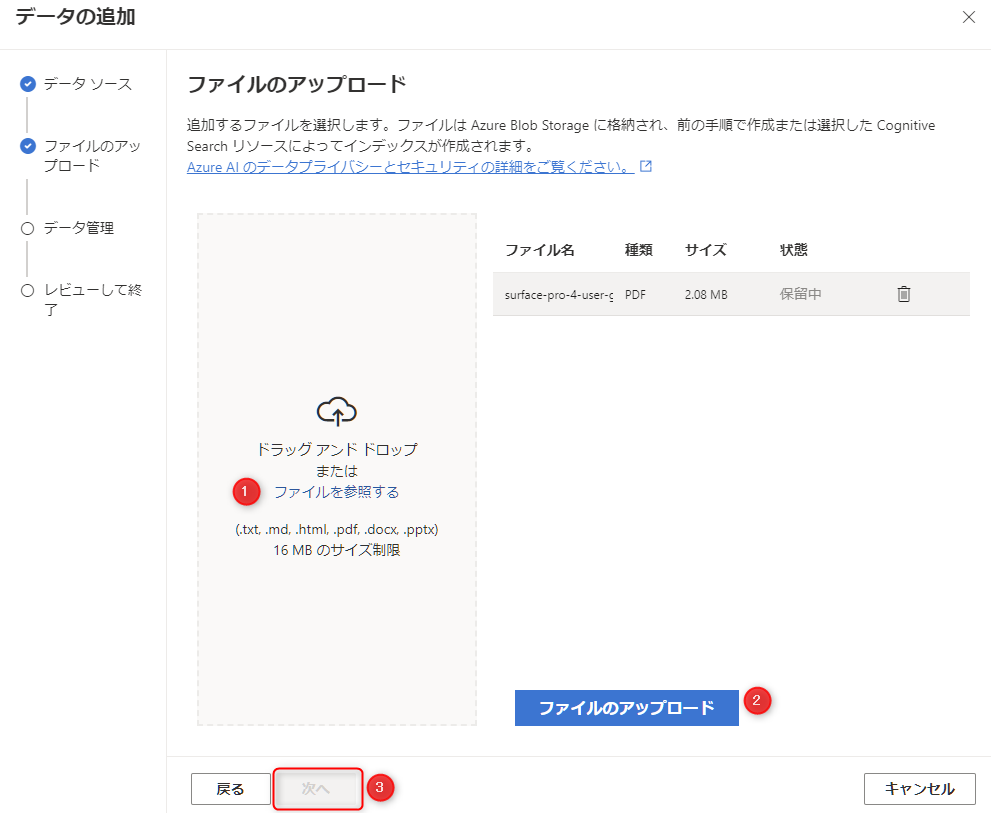 データの追加
データ ソース
ファイルのアッ
プロード
データ管理
レビューして終
了
ファイルのアップロード
追加するファイルを選択します。ファイルは Azure Blob Storage に格納され、前の手順で作成または選択した Cognitive
Search リソースによってインデックスが作成されます。
Azure AI のデータプライバシーとセキュリティの詳細をご覧ください。
ドラッグ アンド ドロップ
または
1 ファイルを参照する
(.txt, .md, .html, .pdf, .docx, .pptx)
16 MB のサイズ制限
ファイル名 種類 サイズ 状態
surface-pro-4-user-g PDF 2.08 MB 保留中
ファイルのアップロード 2
戻る 次へ 3 キャンセル